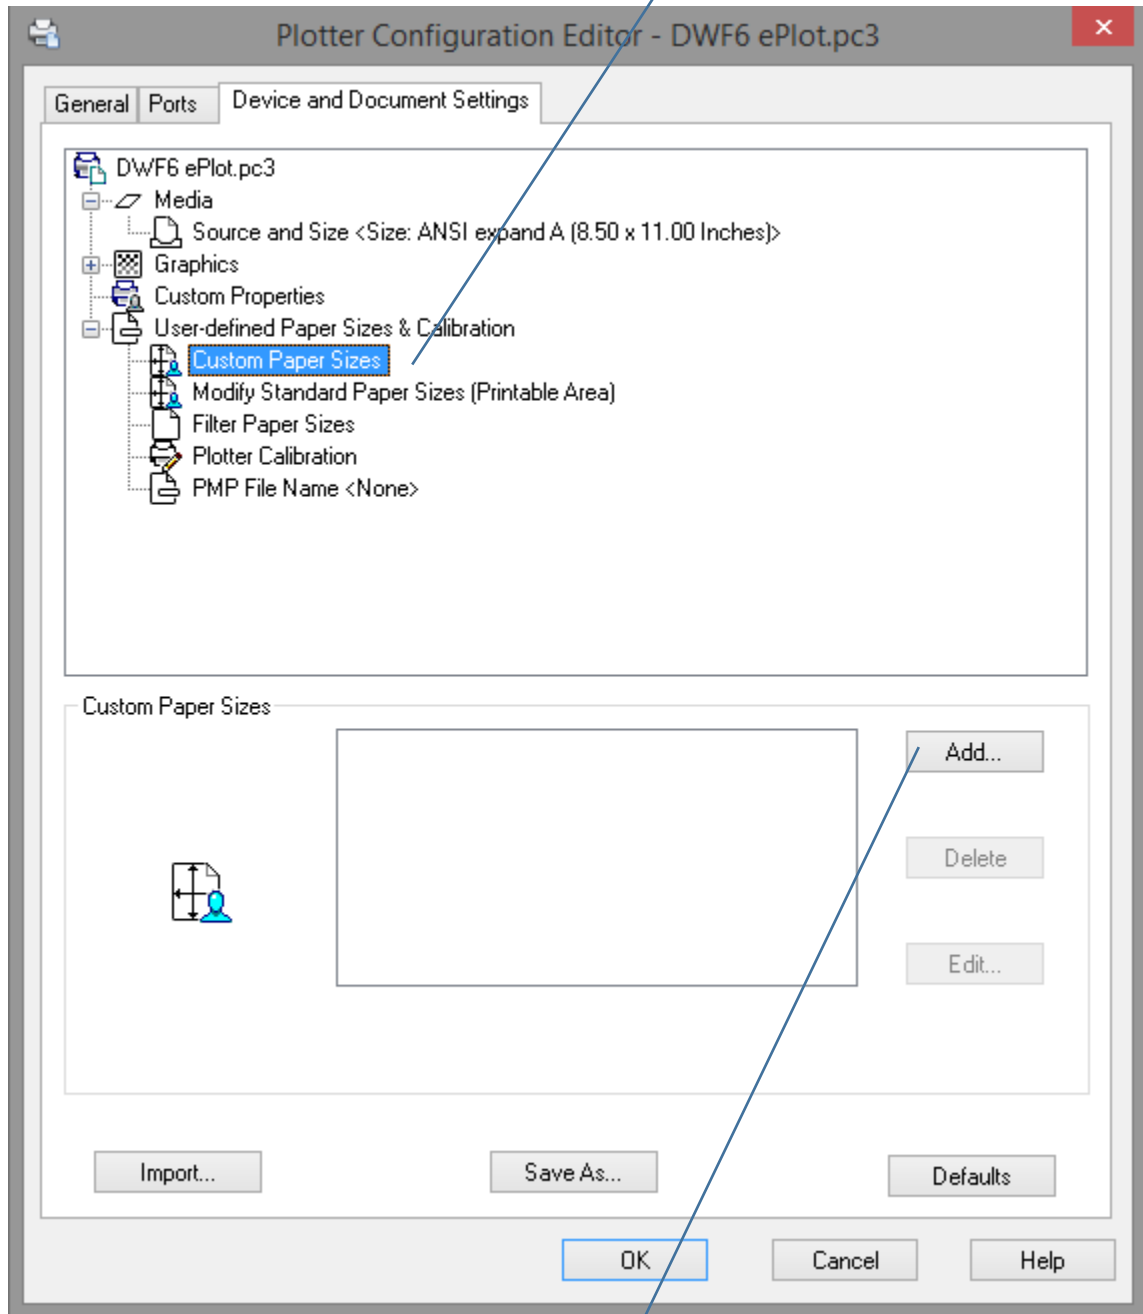 Plotter Configuration Editor - DWF6 ePlot.pc3
General Ports Device and Document Settings
DWF6 ePlot.pc3
Media
Source and Size <Size: ANSI expand A (8.50 x 11.00 Inches)>
Graphics
Custom Properties
User-defined Paper Sizes & Calibration
Custom Paper Sizes
Modify Standard Paper Sizes (Printable Area)
Filter Paper Sizes
Plotter Calibration
PMP File Name <None>
Custom Paper Sizes
Add...
Delete
Edit...
Import... Save As... Defaults
OK Cancel Help